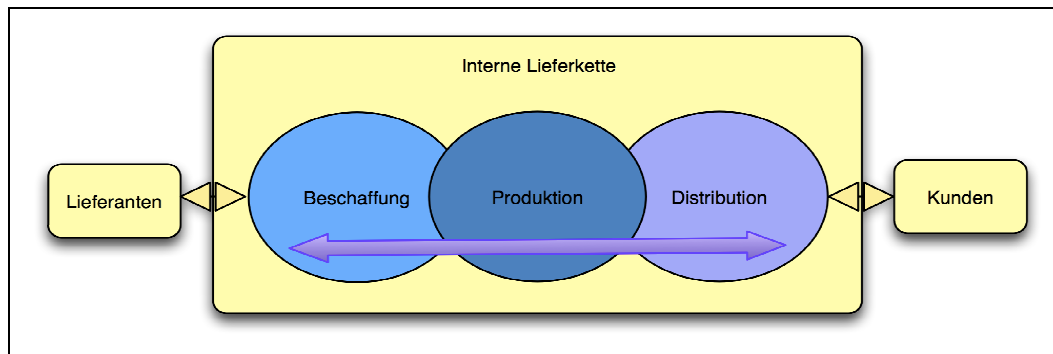 Interne Lieferkette
Lieferanten
Beschaffung
Produktion
Distribution
Kunden